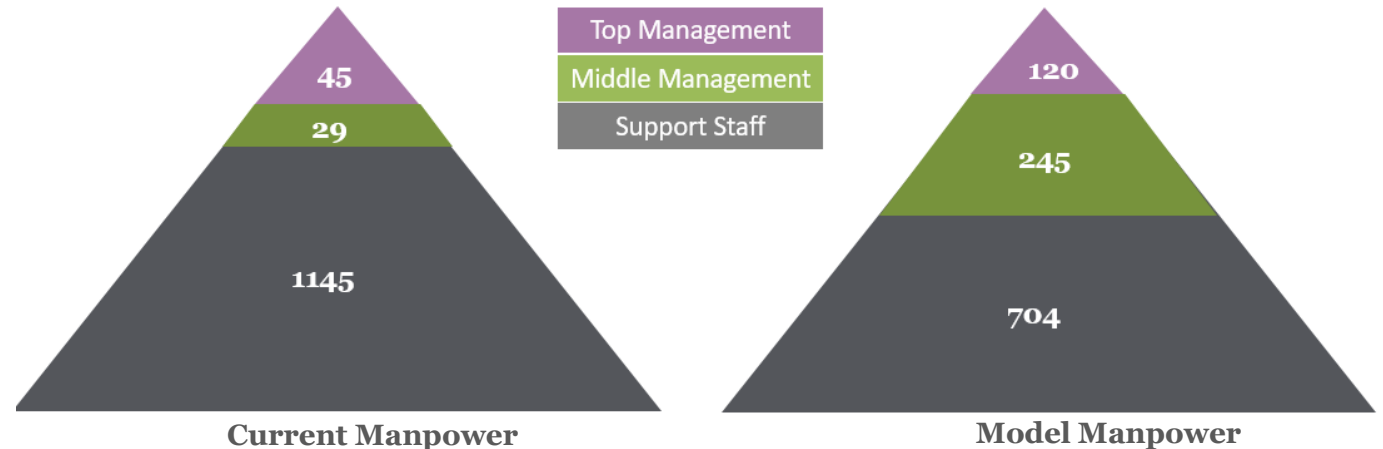 45
29
1145
Current Manpower
Top Management
Middle Management
Support Staff
120
245
704
Model Manpower